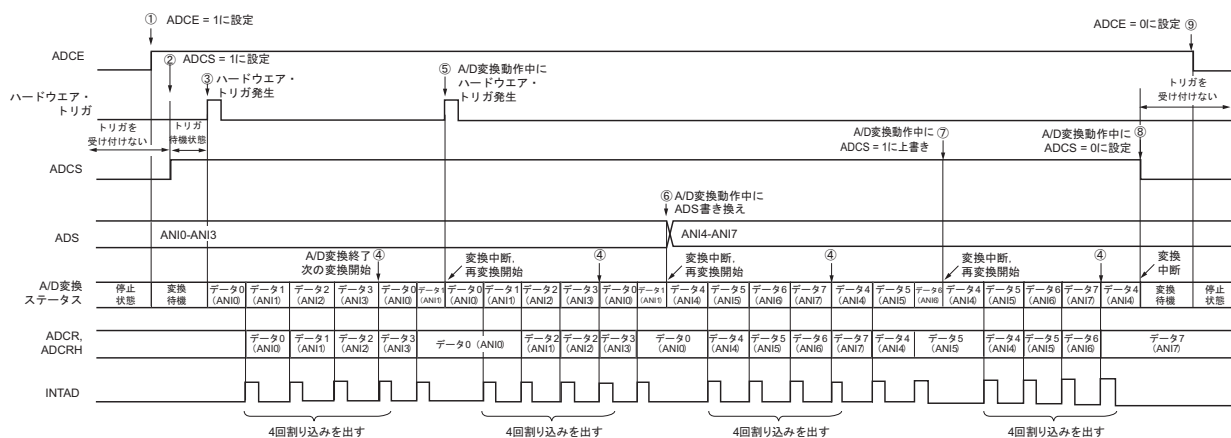 ① ADCE = 1に設定
ADCE = 0に設定 ⑨
ADCE
② ADCS = 1に設定
③ ハードウエア・
トリガ発生
⑤ A/D変換動作中に
ハードウエア・
トリガ発生
ハードウエア・
トリガ
トリガを
受け付けない
トリガ
待機状態
トリガを
受け付けない
A/D変換動作中に ⑦
ADCS = 1に上書き
A/D変換動作中に ⑧
ADCS = 0に設定
ADCS
⑥ A/D変換動作中に
ADS書き換え
ADS
ANI0-ANI3
ANI4-ANI7
A/D変換終了 ④
次の変換開始
変換中断,
再変換開始
④
変換中断,
再変換開始
④
変換中断,
再変換開始
④
変換
中断
A/D変換
ステータス
停止 変換 データ0 データ1 データ2 データ3 データ0 データ1 データ0 データ1 データ2 データ3 データ0 データ1 データ4 データ5 データ6 データ7 データ4 データ5 データ6 データ4 データ5 データ6 データ7 データ4 変換 停止
状態 待機 (ANI0) (ANI1) (ANI2) (ANI3) (ANI0) (ANI1) (ANI0) (ANI1) (ANI2) (ANI3) (ANI0) (ANI1) (ANI4) (ANI5) (ANI6) (ANI7) (ANI4) (ANI5) (ANI6) (ANI4) (ANI5) (ANI6) (ANI7) (ANI4) 待機 状態
ADCR,
ADCRH
データ0 データ1 データ2 データ3 データ0 (ANI0) データ2 データ2 データ3 データ0 データ4 データ5 データ6 データ7 データ4 データ5 データ4 データ5 データ6 データ7
(ANI0) (ANI1) (ANI2) (ANI3) (ANI1) (ANI2) (ANI3) (ANI0) (ANI4) (ANI5) (ANI6) (ANI7) (ANI4) (ANI5) (ANI4) (ANI5) (ANI6) (ANI7)
INTAD
4回割り込みを出す 4回割り込みを出す 4回割り込みを出す 4回割り込みを出す